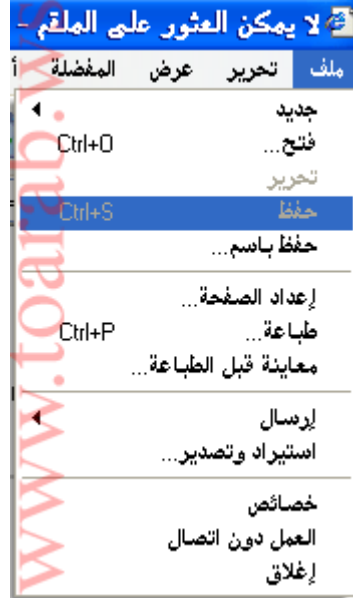 لا يمكن العثور على الملقم -
ملف تحرير عرض المفضلة أ
جديد
فتح... Ctrl+O
تحرير
حفظ Ctrl+S
حفظ باسم...
إعداد الصفحة...
طباعة... Ctrl+P
معاينة قبل الطباعة...
إرسال
استيراد وتصدير...
خصائص
العمل دون اتصال
إغلاق
www.toarab.ws